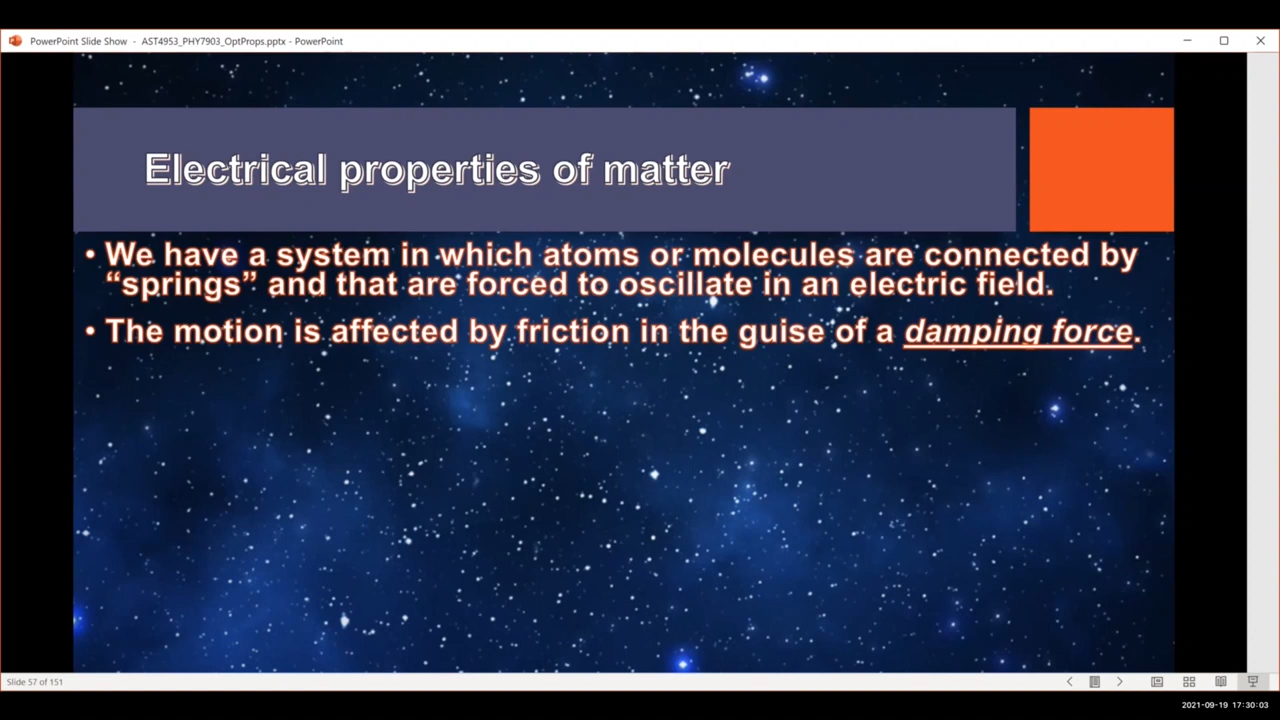 PowerPoint Slide Show - AST4953_PHY7903_OptProps.pptx - PowerPoint
Electrical properties of matter
• We have a system in which atoms or molecules are connected by
“springs” and that are forced to oscillate in an electric field.
• The motion is affected by friction in the guise of a damping force.
Slide 57 of 151
2021-09-19 17:30:03